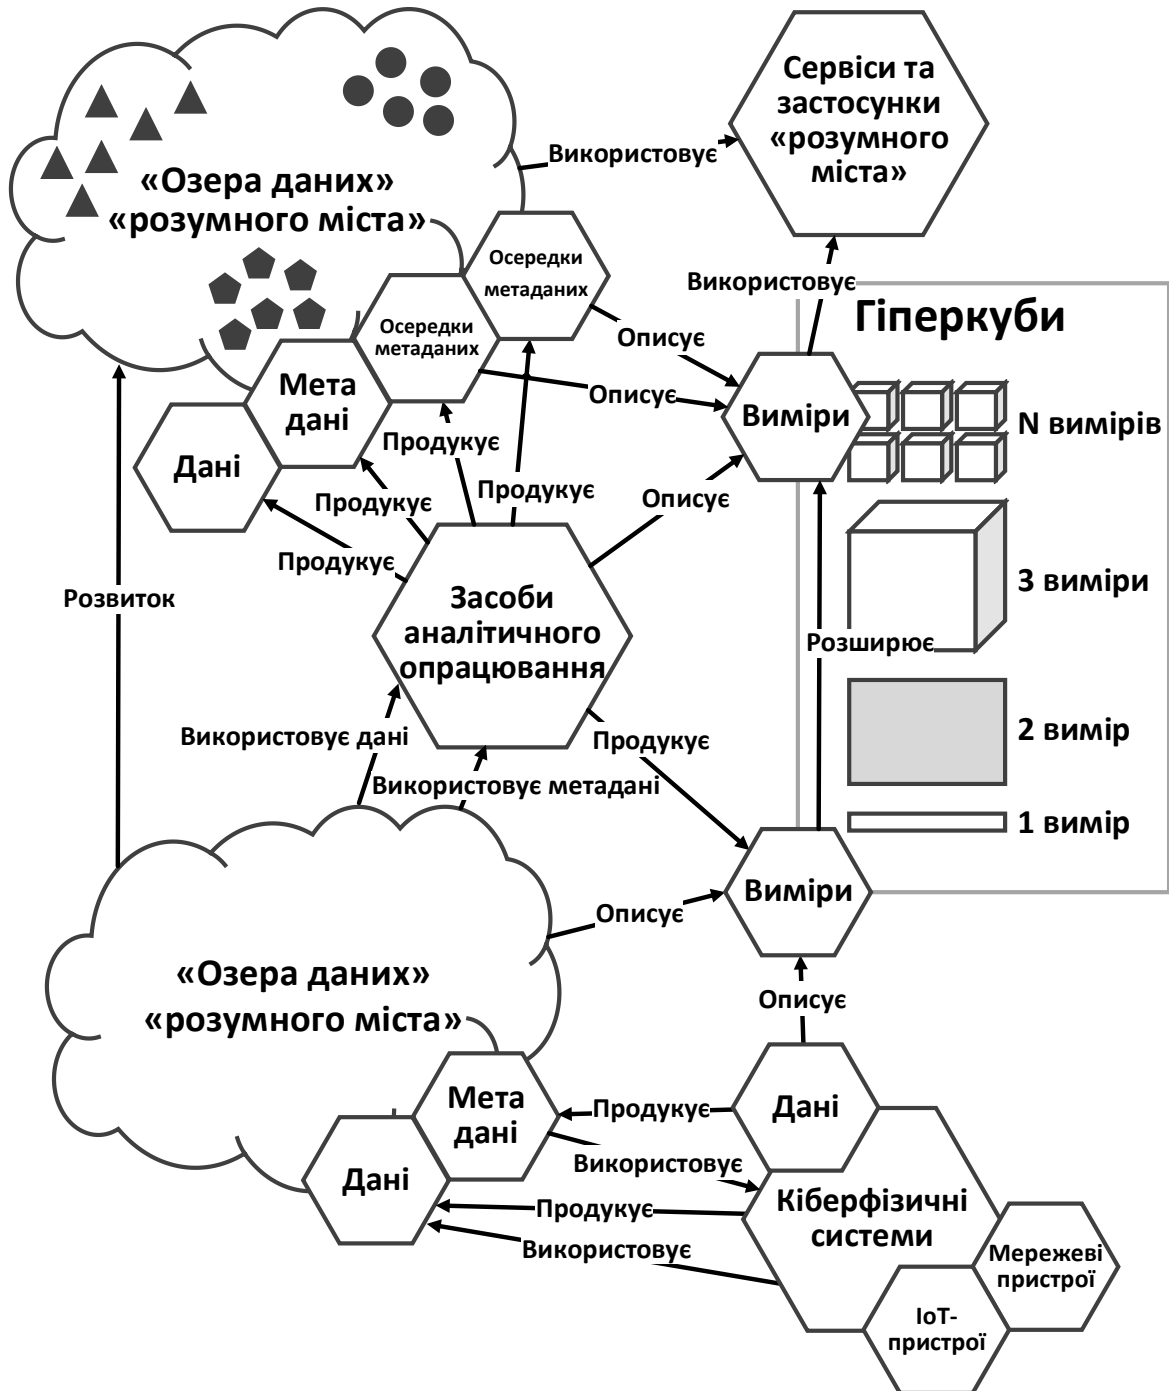 Сервіси та
застосунки
«розумного
міста»
Використовує
«Озера даних»
«розумного міста»
Осередки
метаданих
Використовує
Гіперкуби
Осередки
метаданих
Описує
Описує
Мета
дані
Виміри
N вимірів
Дані
Продукує
Продукує
Продукує
Описує
Продукує
3 виміри
Розвиток
Засоби
аналітичного
опрацювання
Розширює
Використовує дані
Продукує
2 вимір
Використовує метадані
1 вимір
Виміри
Описує
«Озера даних»
«розумного міста»
Описує
Мета
дані
Продукує
Дані
Використовує
Дані
Продукує
Кіберфізичні
системи
Використовує
Мережеві
пристрої
ІоТ-
пристрої